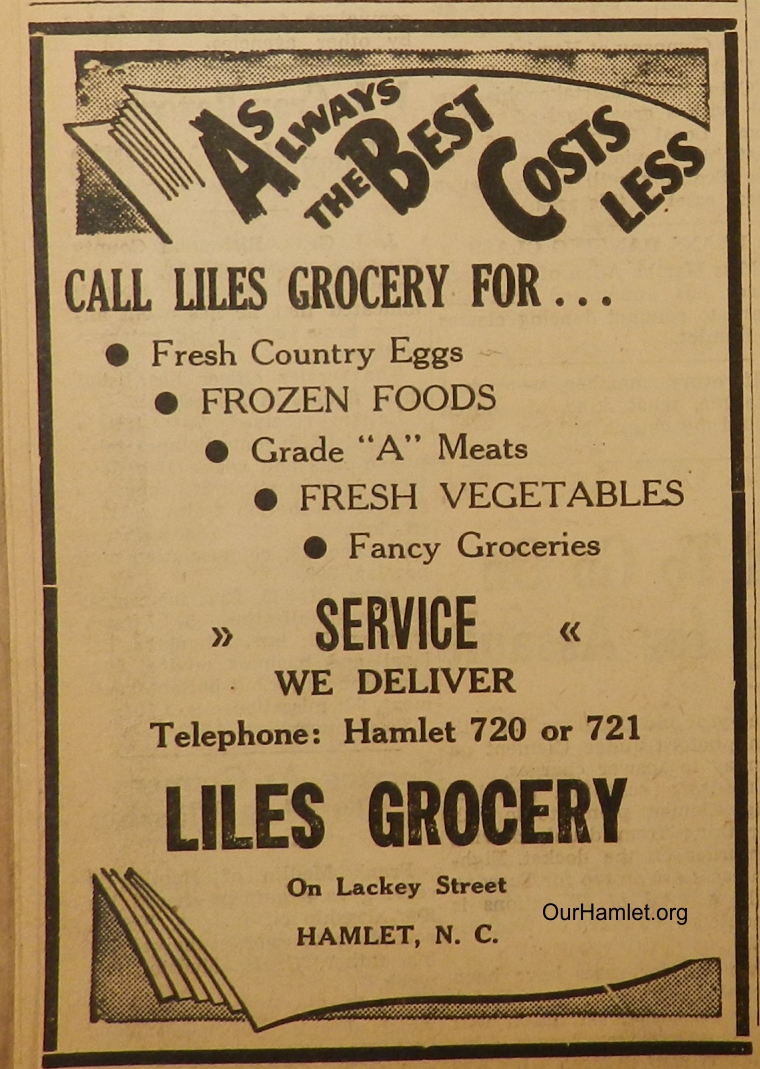 As Always
The Best
Costs Less
CALL LILES GROCERY FOR . . .
● Fresh Country Eggs
● FROZEN FOODS
● Grade “A” Meats
● FRESH VEGETABLES
● Fancy Groceries
» SERVICE «
WE DELIVER
Telephone: Hamlet 720 or 721
LILES GROCERY
On Lackey Street
OurHamlet.org
HAMLET, N. C.